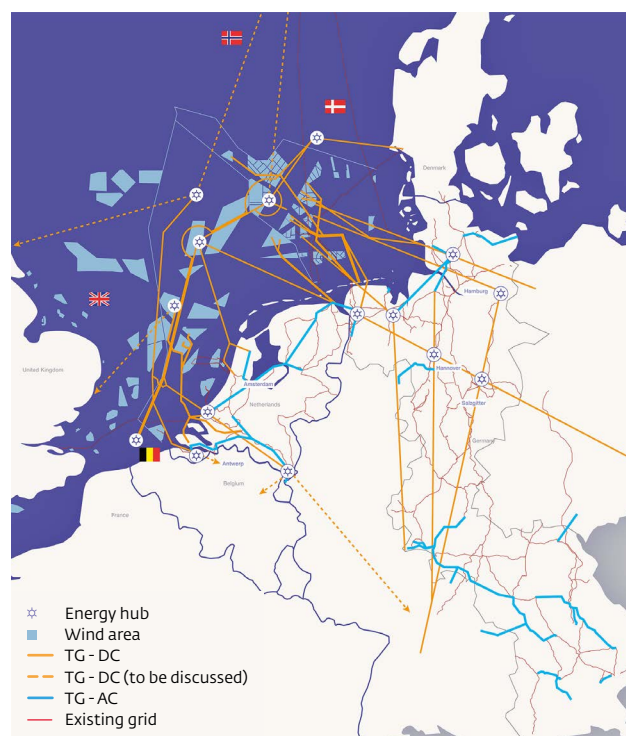 Denmark
Hamburg
United Kingdom
Amsterdam
Hannover
Netherlands
Salzgitter
Germany
Antwerp
Belgium
France
Energy hub
Wind area
TG - DC
TG - DC (to be discussed)
TG - AC
Existing grid